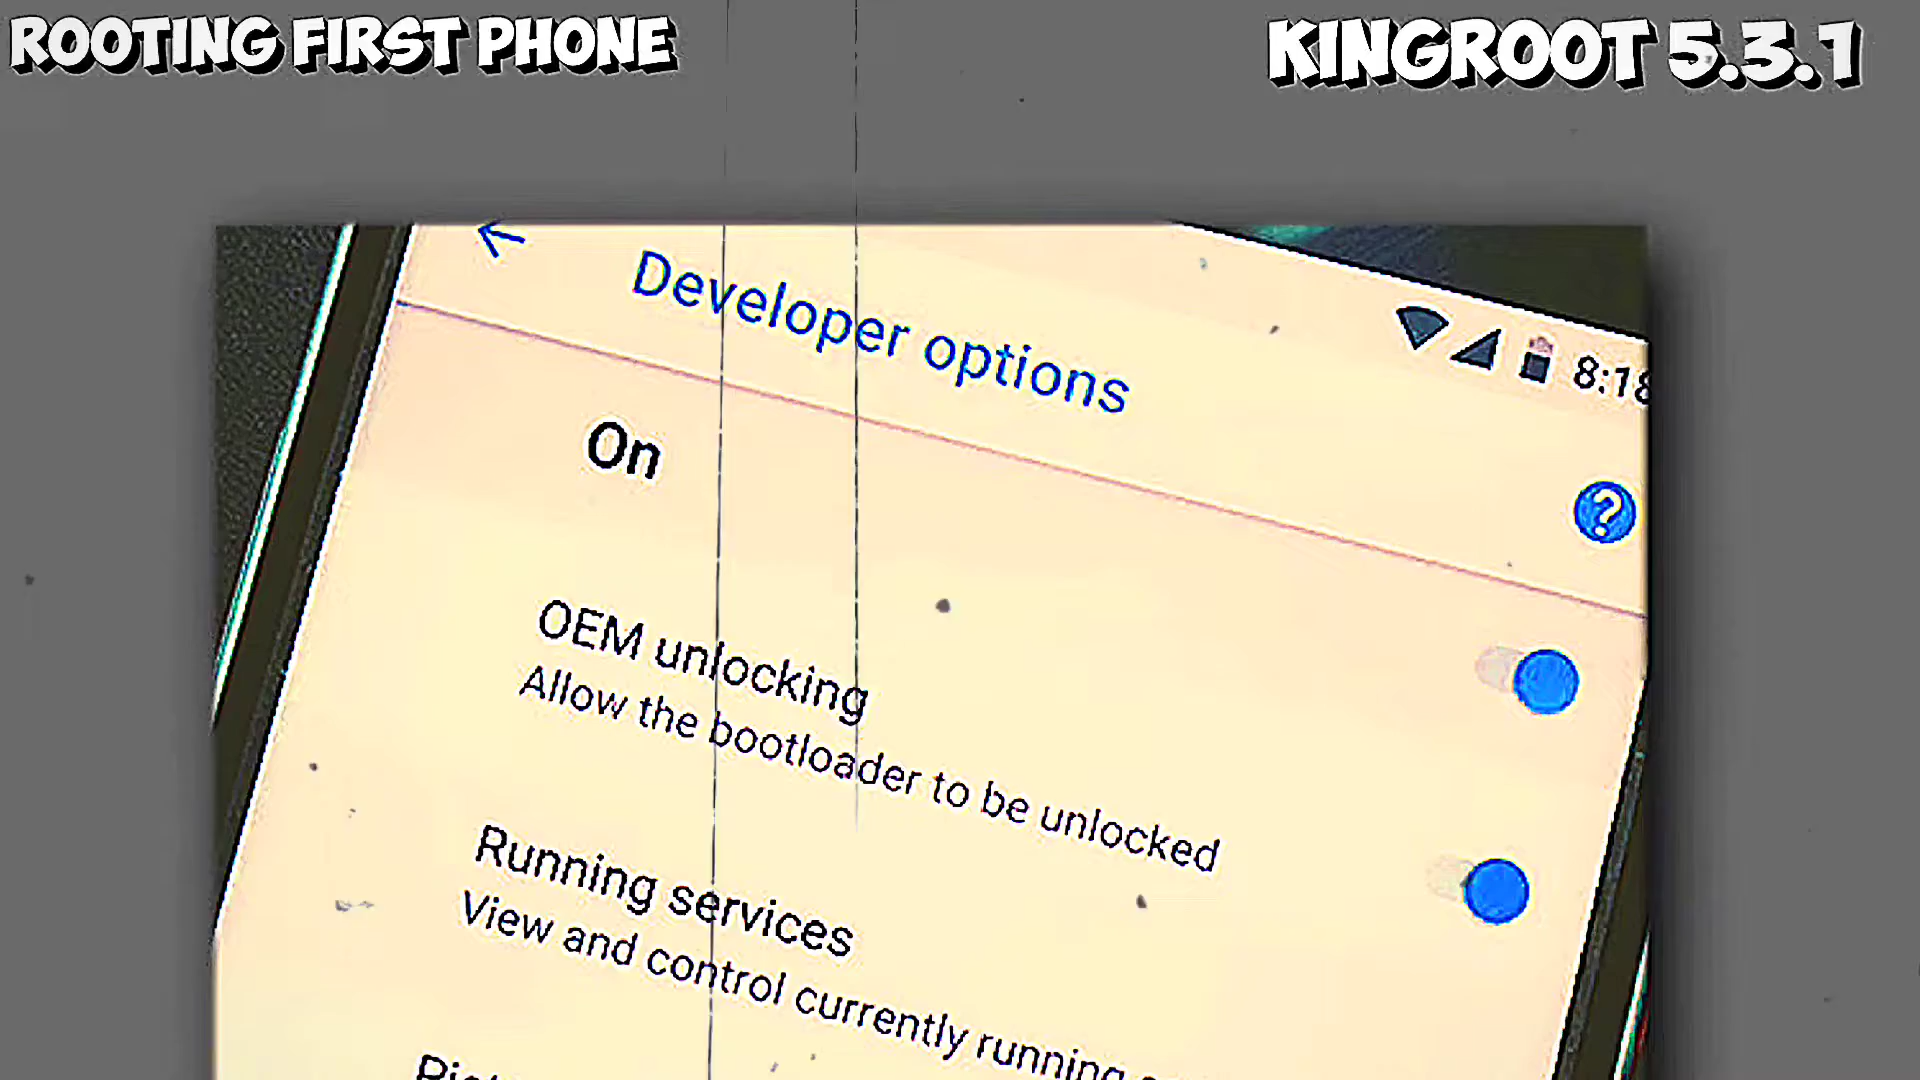 ROOTING FIRST PHONE
KINGROOT 5.3.1
Developer options
8:18
On
?
OEM unlocking
Allow the bootloader to be unlocked
Running services
View and control currently running